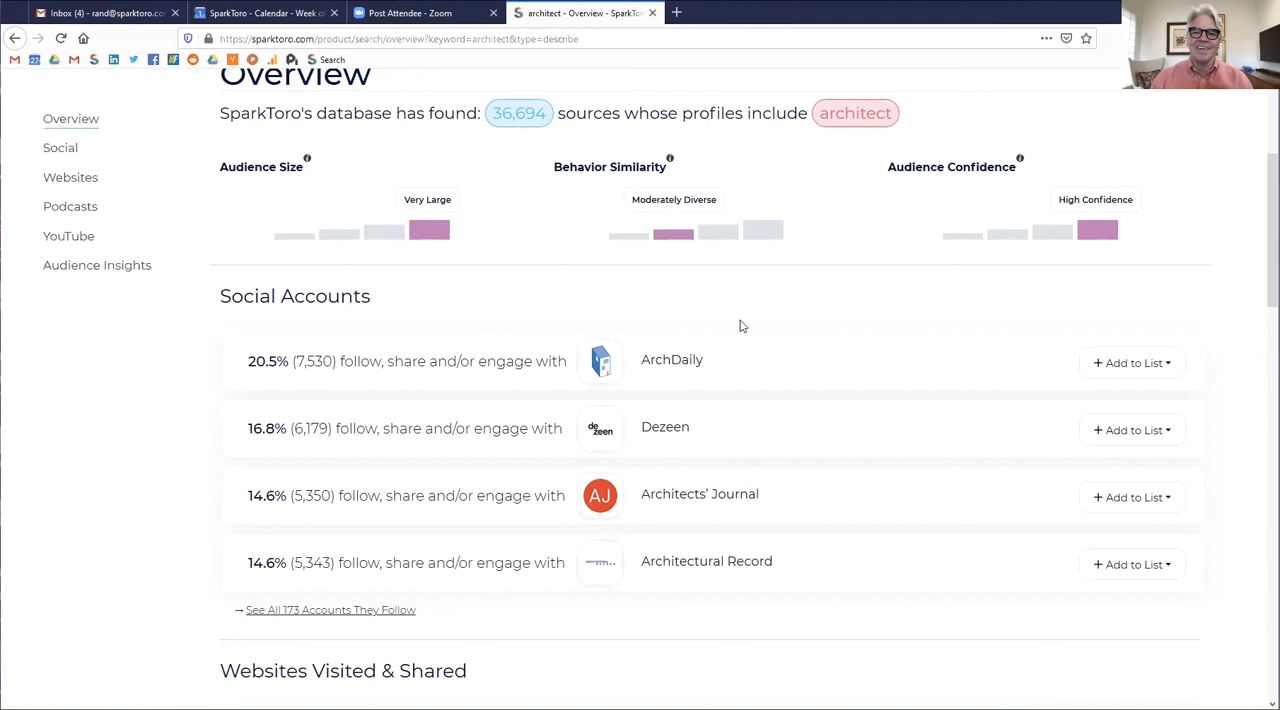 Inbox (4) - rand@sparktoro.co
SparkToro - Calendar - Week of
Post Attendee - Zoom
architect - Overview - SparkTor
https://sparktoro.com/product/search/overview?keyword=architect&type=describe
Search
Overview
SparkToro's database has found: 36,694 sources whose profiles include architect
Overview
Social
Websites
Podcasts
YouTube
Audience Insights
Audience Size
Very Large
Behavior Similarity
Moderately Diverse
Audience Confidence
High Confidence
Social Accounts
20.5% (7,530) follow, share and/or engage with ArchDaily + Add to List
16.8% (6,179) follow, share and/or engage with de zeen Dezeen + Add to List
14.6% (5,350) follow, share and/or engage with AJ Architects’ Journal + Add to List
14.6% (5,343) follow, share and/or engage with Architectural Record + Add to List
→ See All 173 Accounts They Follow
Websites Visited & Shared